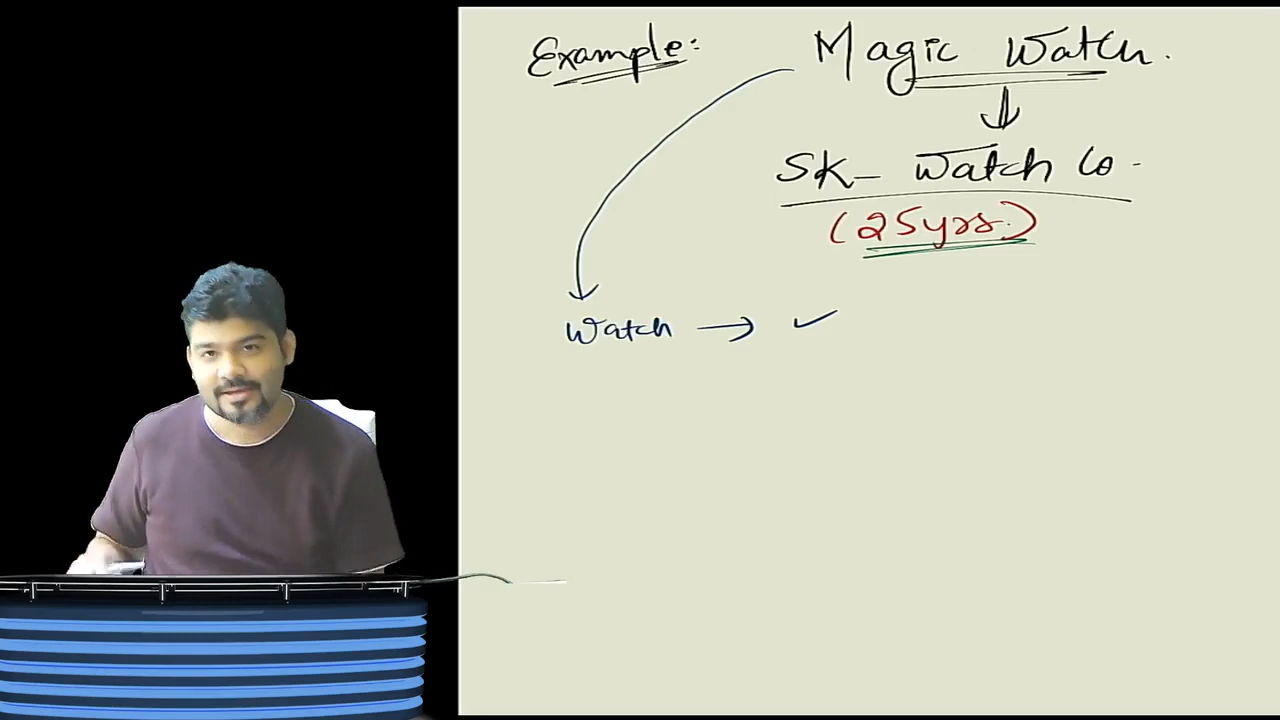 Example: Magic Watch.
SK- Watch Co.
(25yrs.)
Watch → ✓